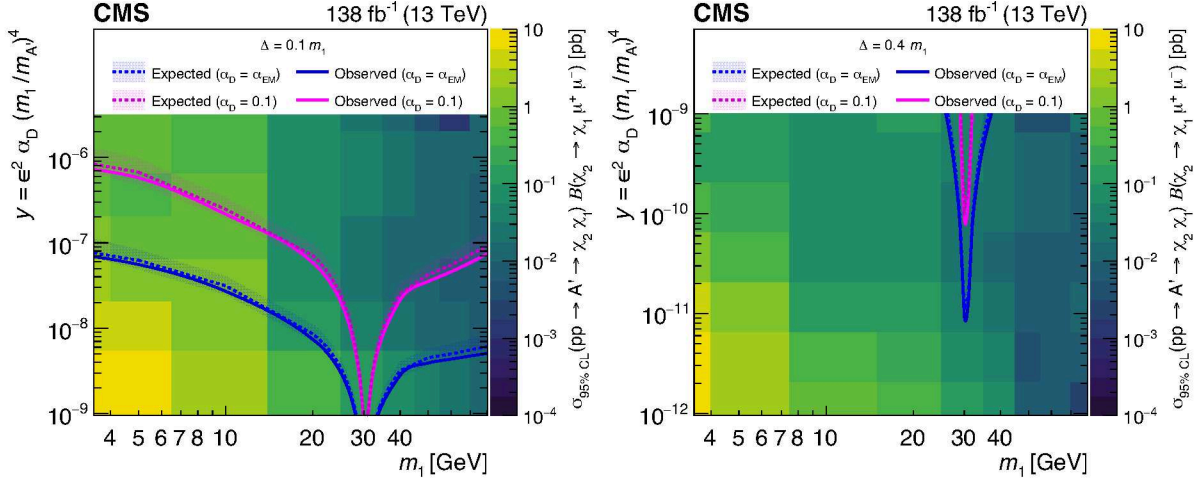 CMS 138 fb⁻¹ (13 TeV)
Δ = 0.1 m₁
Expected (α_D = α_EM) Observed (α_D = α_EM)
Expected (α_D = 0.1) Observed (α_D = 0.1)
y = ϵ² α_D (m₁/m_A')⁴
10⁻⁶
10⁻⁷
10⁻⁸
10⁻⁹
4 5 6 7 8 10 20 30 40
m₁ [GeV]
10
1
10⁻¹
10⁻²
10⁻³
10⁻⁴
σ_95% CL(pp → A' → χ₂ χ₁) B(χ₂ → χ₁ μ⁺ μ⁻) [pb]
CMS 138 fb⁻¹ (13 TeV)
Δ = 0.4 m₁
Expected (α_D = α_EM) Observed (α_D = α_EM)
Expected (α_D = 0.1) Observed (α_D = 0.1)
y = ϵ² α_D (m₁/m_A')⁴
10⁻⁹
10⁻¹⁰
10⁻¹¹
10⁻¹²
4 5 6 7 8 10 20 30 40
m₁ [GeV]
10
1
10⁻¹
10⁻²
10⁻³
10⁻⁴
σ_95% CL(pp → A' → χ₂ χ₁) B(χ₂ → χ₁ μ⁺ μ⁻) [pb]